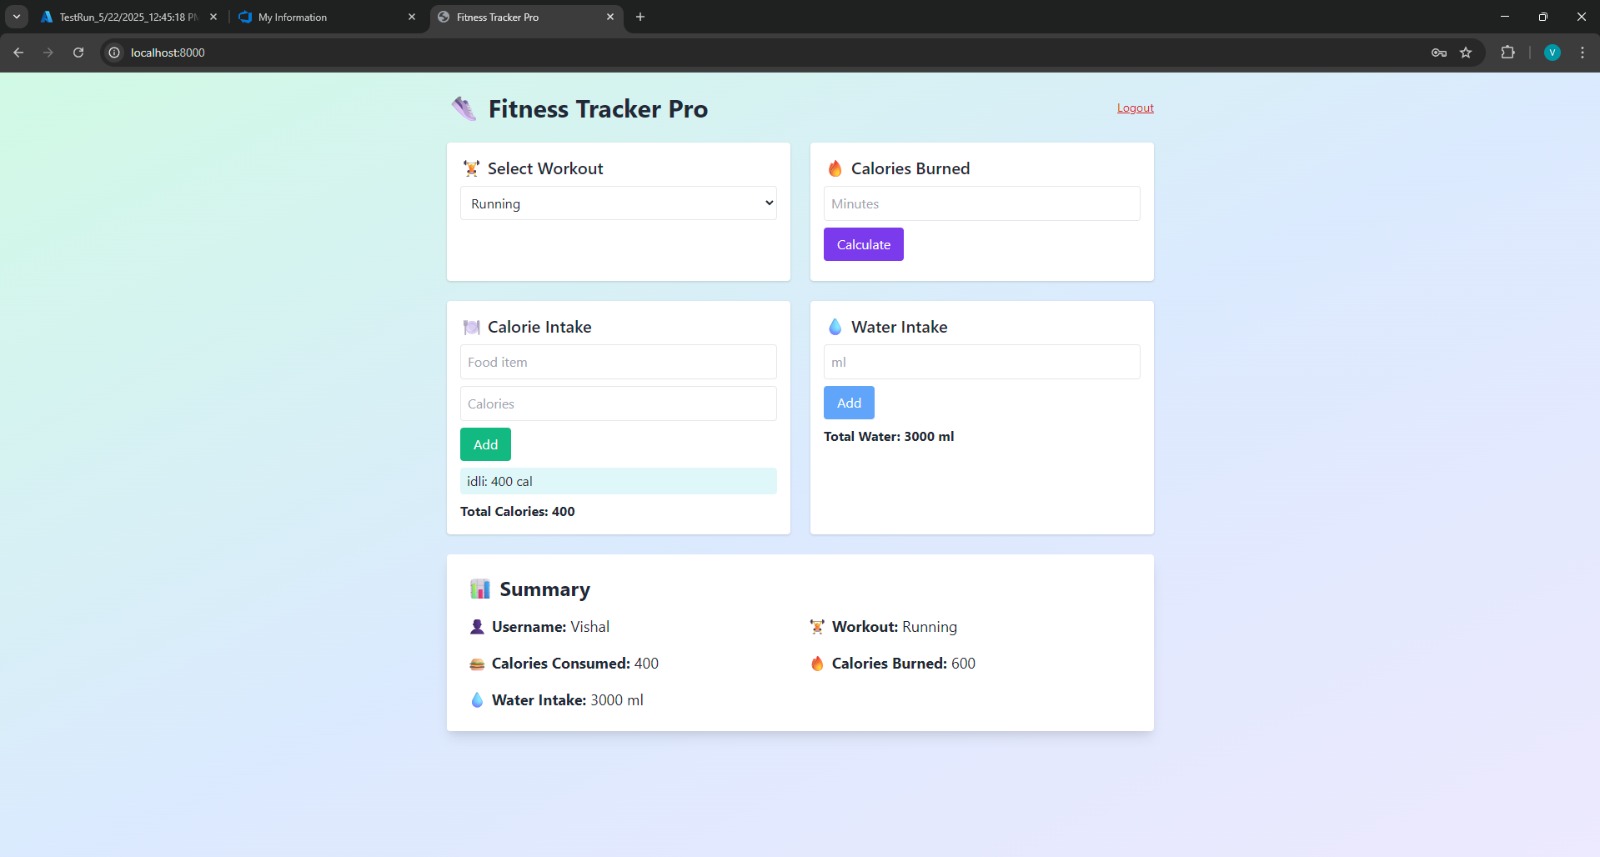 TestRun_5/22/2025_12:45:18 P
My Information
Fitness Tracker Pro
localhost:8000
V
Fitness Tracker Pro
Logout
Select Workout
Running
Calories Burned
Minutes
Calculate
Calorie Intake
Food item
Calories
Add
idli: 400 cal
Total Calories: 400
Water Intake
ml
Add
Total Water: 3000 ml
Summary
Username: Vishal
Workout: Running
Calories Consumed: 400
Calories Burned: 600
Water Intake: 3000 ml